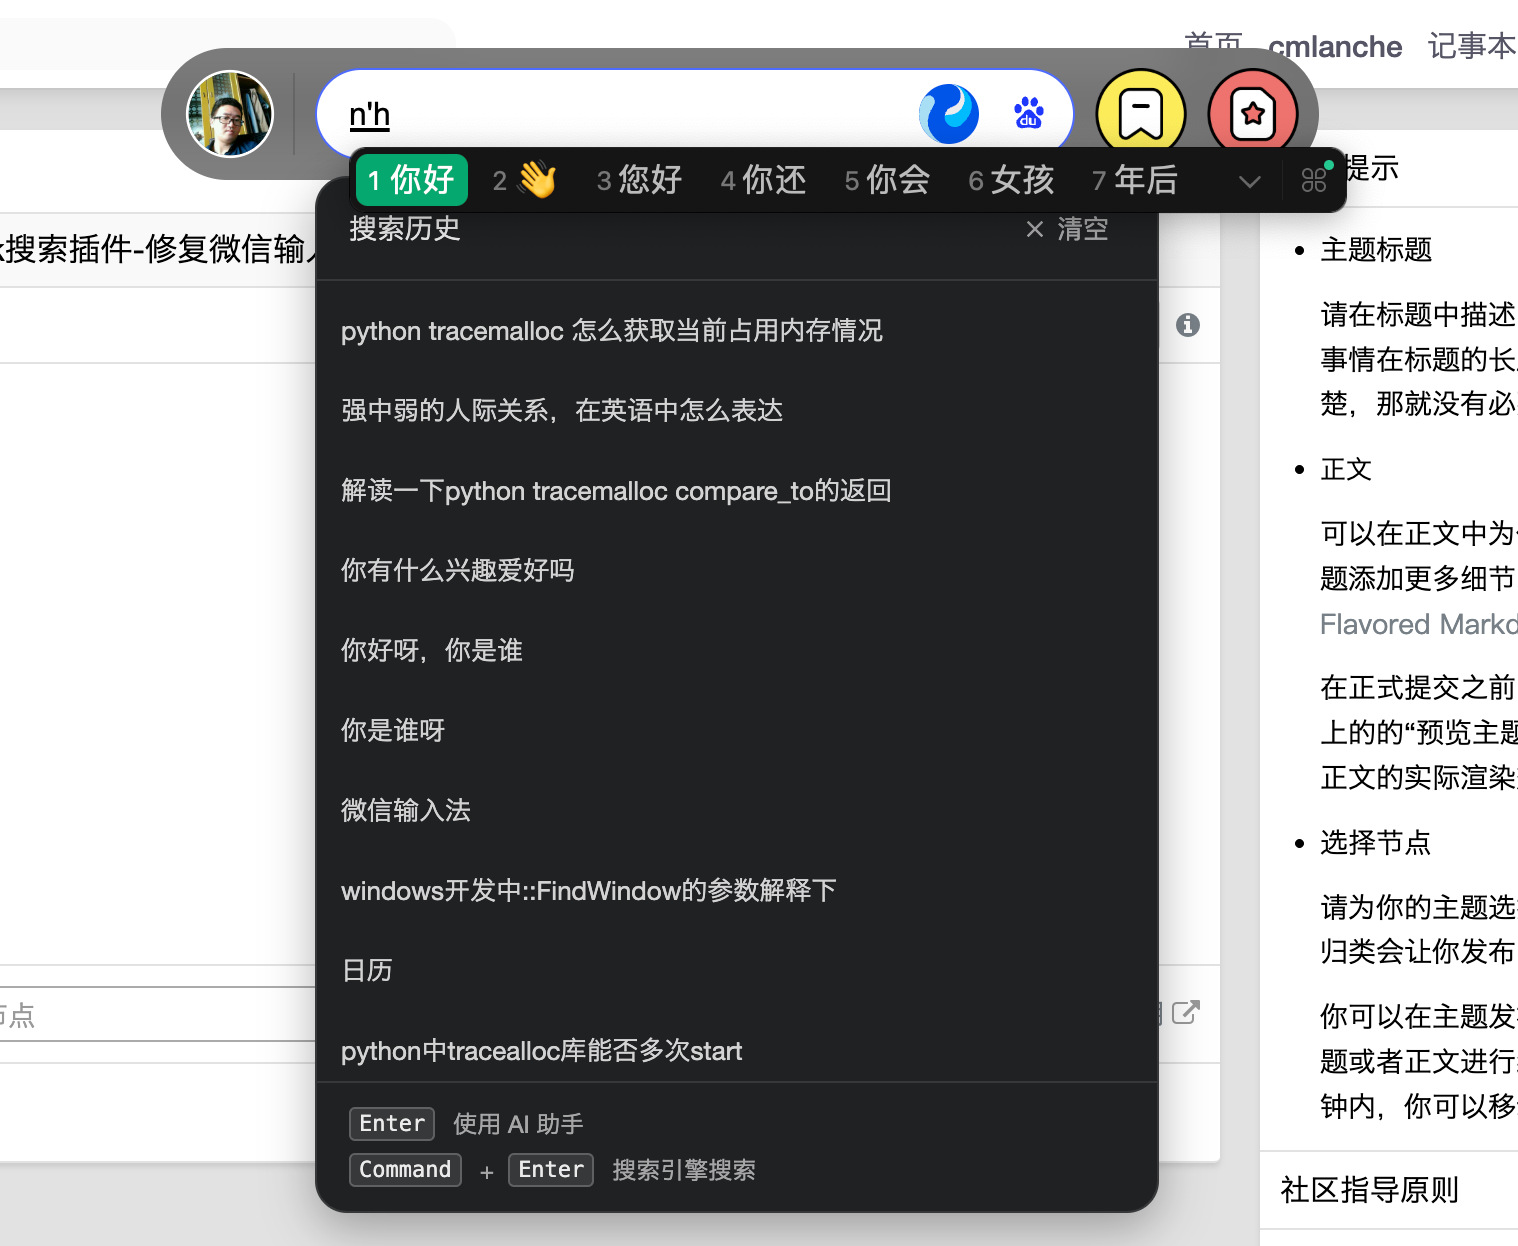 首页 cmlanche 记事本
n'h
du
1 你好 2 👋 3 您好 4 你还 5 你会 6 女孩 7 年后
提示
搜索历史 × 清空
搜索插件-修复微信输入
python tracemalloc 怎么获取当前占用内存情况
强中弱的人际关系，在英语中怎么表达
解读一下python tracemalloc compare_to的返回
你有什么兴趣爱好吗
你好呀，你是谁
你是谁呀
微信输入法
windows开发中::FindWindow的参数解释下
日历
python中tracealloc库能否多次start
Enter 使用 AI 助手
Command + Enter 搜索引擎搜索
节点
• 主题标题
请在标题中描述
事情在标题的长
楚，那就没有必
• 正文
可以在正文中为
题添加更多细节
Flavored Markd
在正式提交之前
上的的“预览主题
正文的实际渲染
• 选择节点
请为你的主题选
归类会让你发布
你可以在主题发
题或者正文进行
钟内，你可以移
社区指导原则